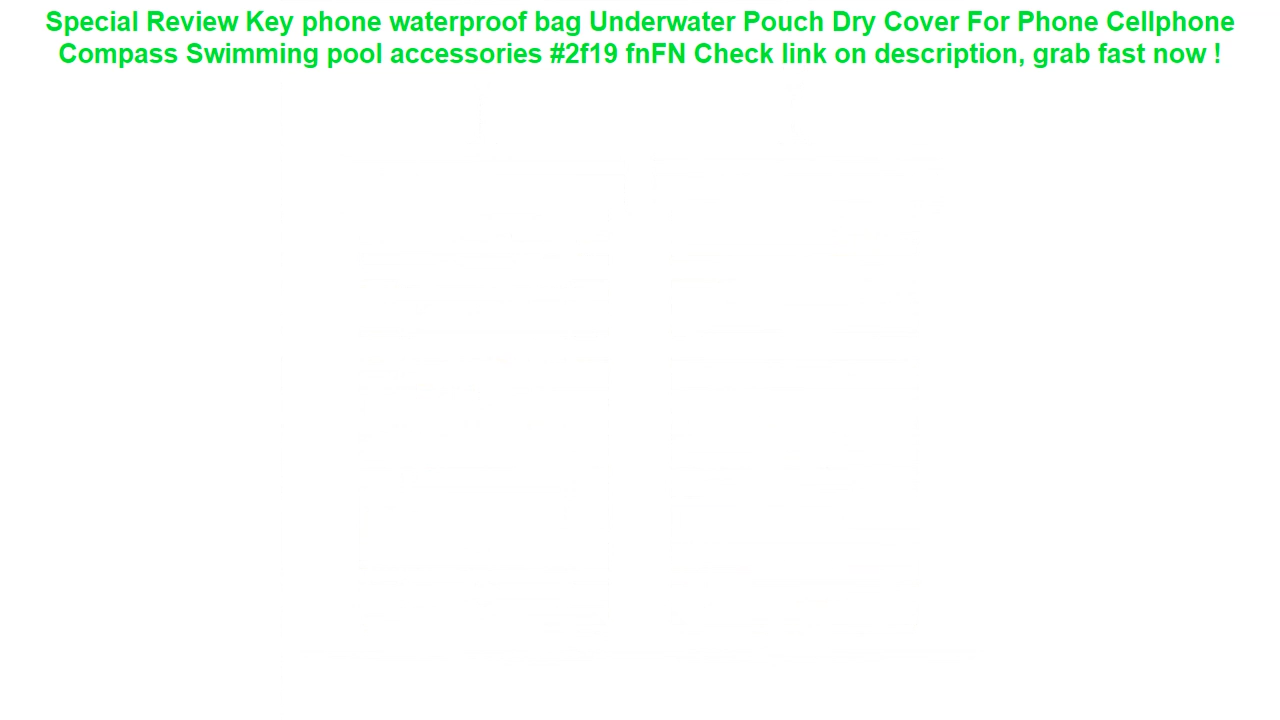 Special Review Key phone waterproof bag Underwater Pouch Dry Cover For Phone Cellphone
Compass Swimming pool accessories #2f19 fnFN Check link on description, grab fast now !